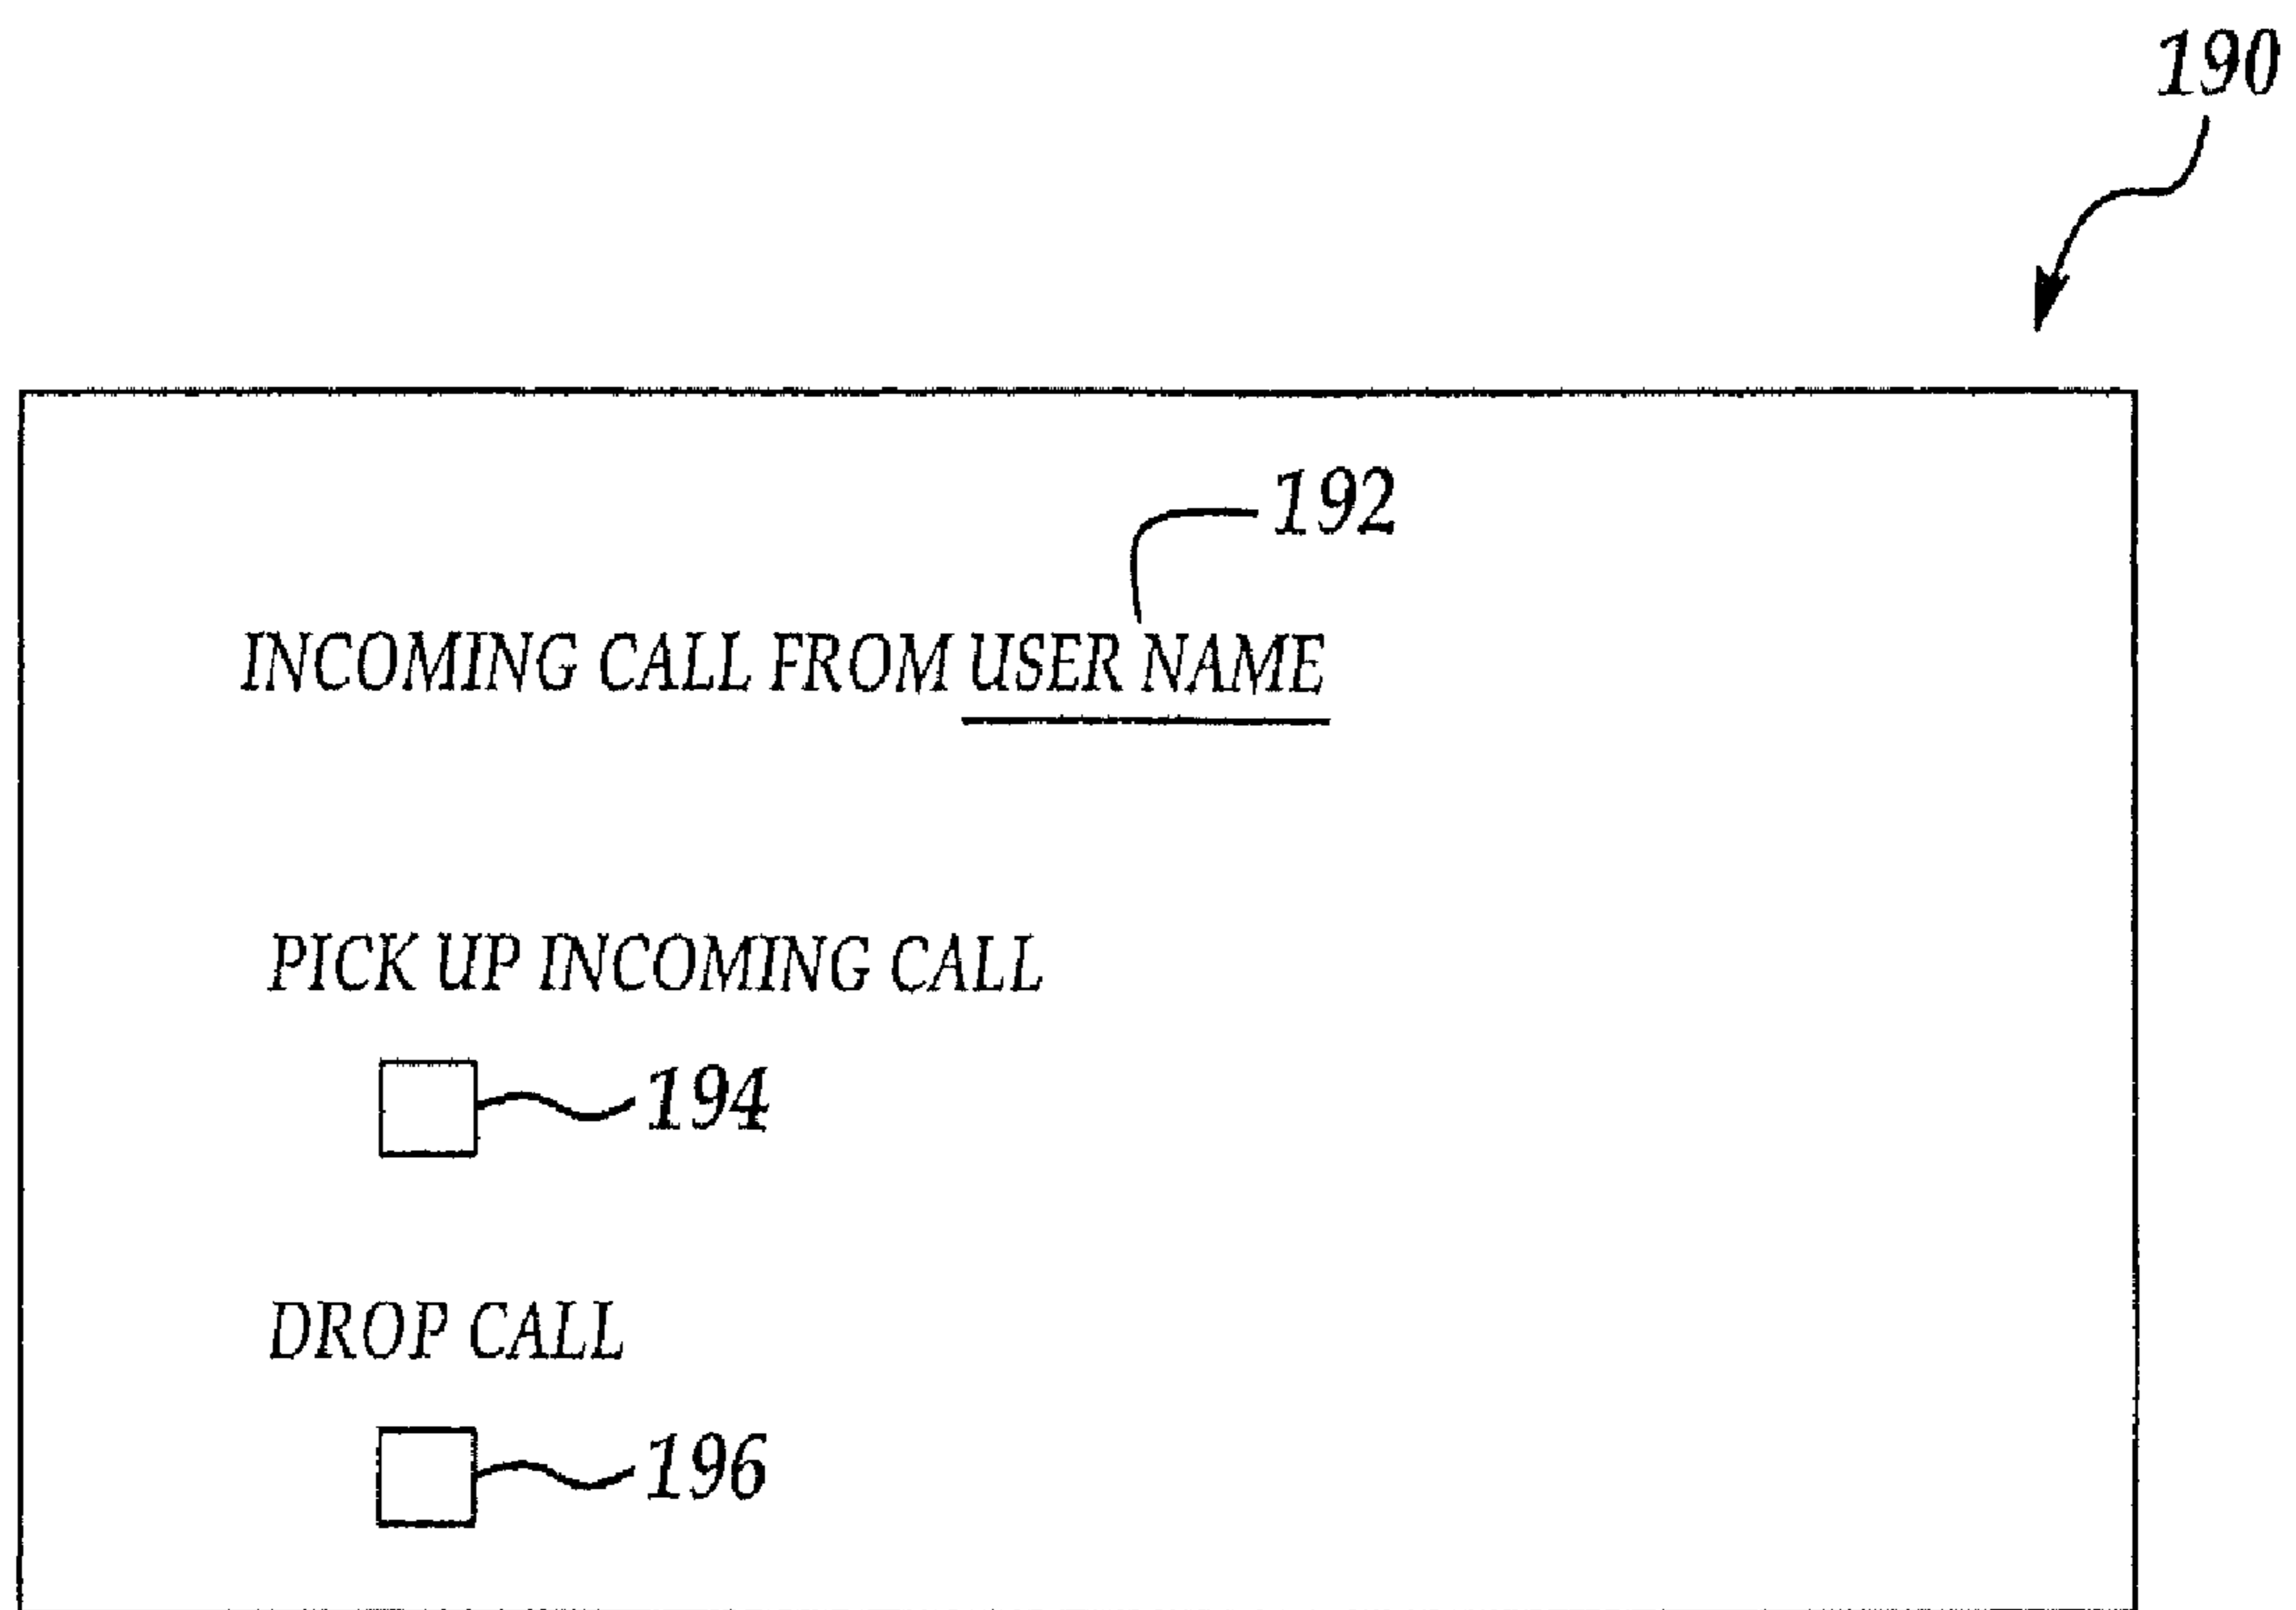 190
192
INCOMING CALL FROM USER NAME
PICK UP INCOMING CALL
194
DROP CALL
196